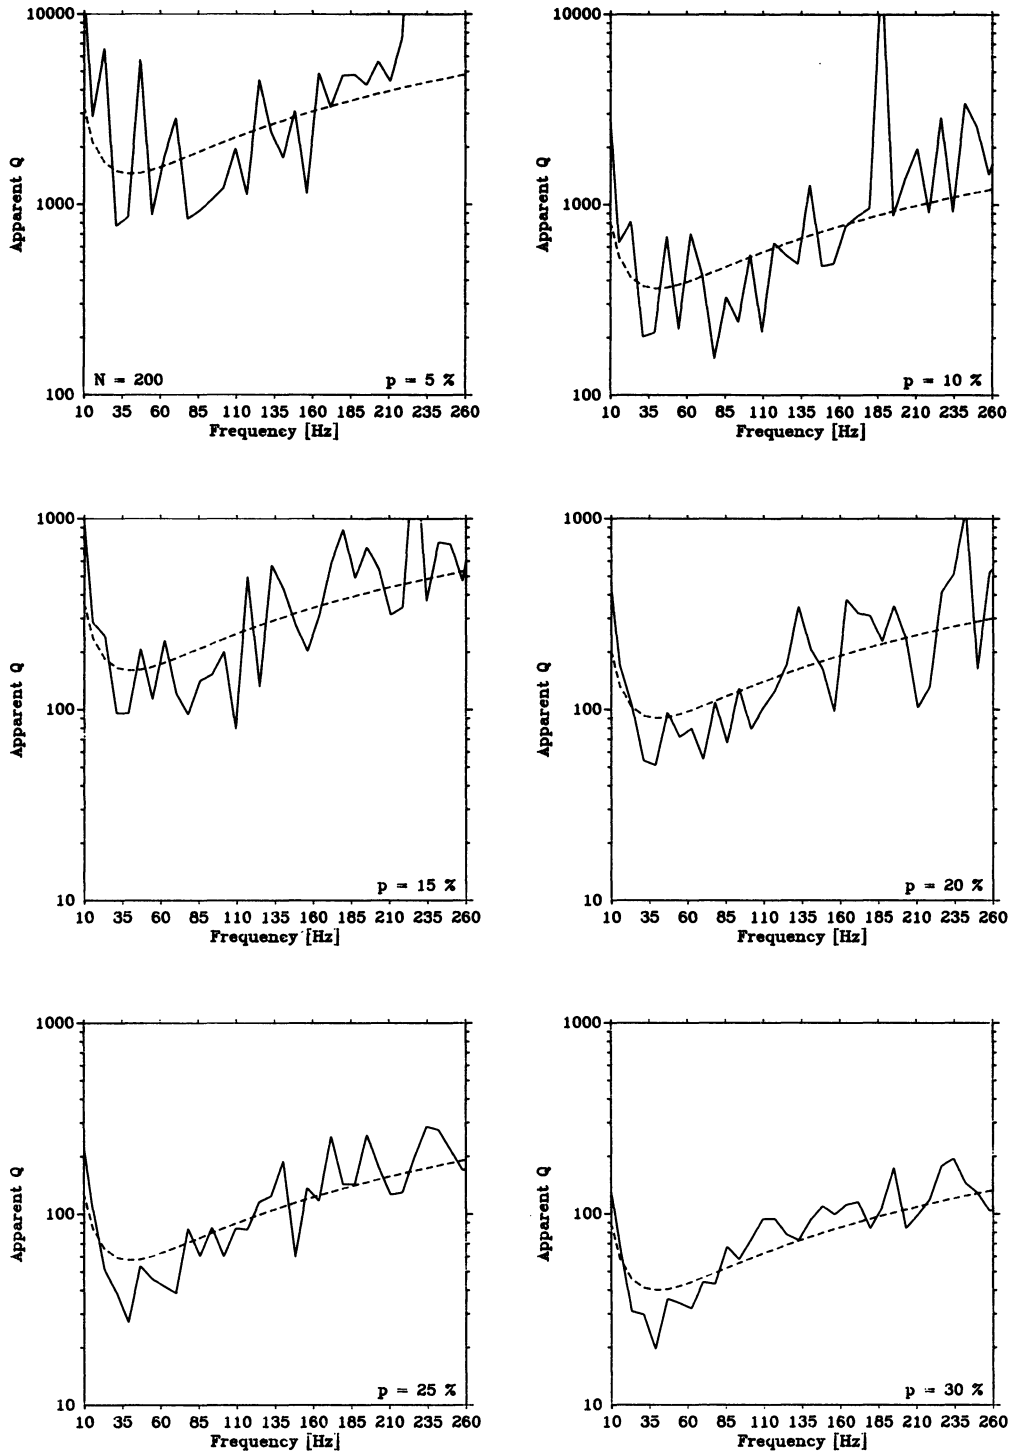 10000
1000
100
Apparent Q
N = 200
p = 5 %
10 35 60 85 110 135 160 185 210 235 260
Frequency [Hz]
10000
1000
100
Apparent Q
p = 10 %
10 35 60 85 110 135 160 185 210 235 260
Frequency [Hz]
1000
100
10
Apparent Q
p = 15 %
10 35 60 85 110 135 160 185 210 235 260
Frequency [Hz]
1000
100
10
Apparent Q
p = 20 %
10 35 60 85 110 135 160 185 210 235 260
Frequency [Hz]
1000
100
10
Apparent Q
p = 25 %
10 35 60 85 110 135 160 185 210 235 260
Frequency [Hz]
1000
100
10
Apparent Q
p = 30 %
10 35 60 85 110 135 160 185 210 235 260
Frequency [Hz]